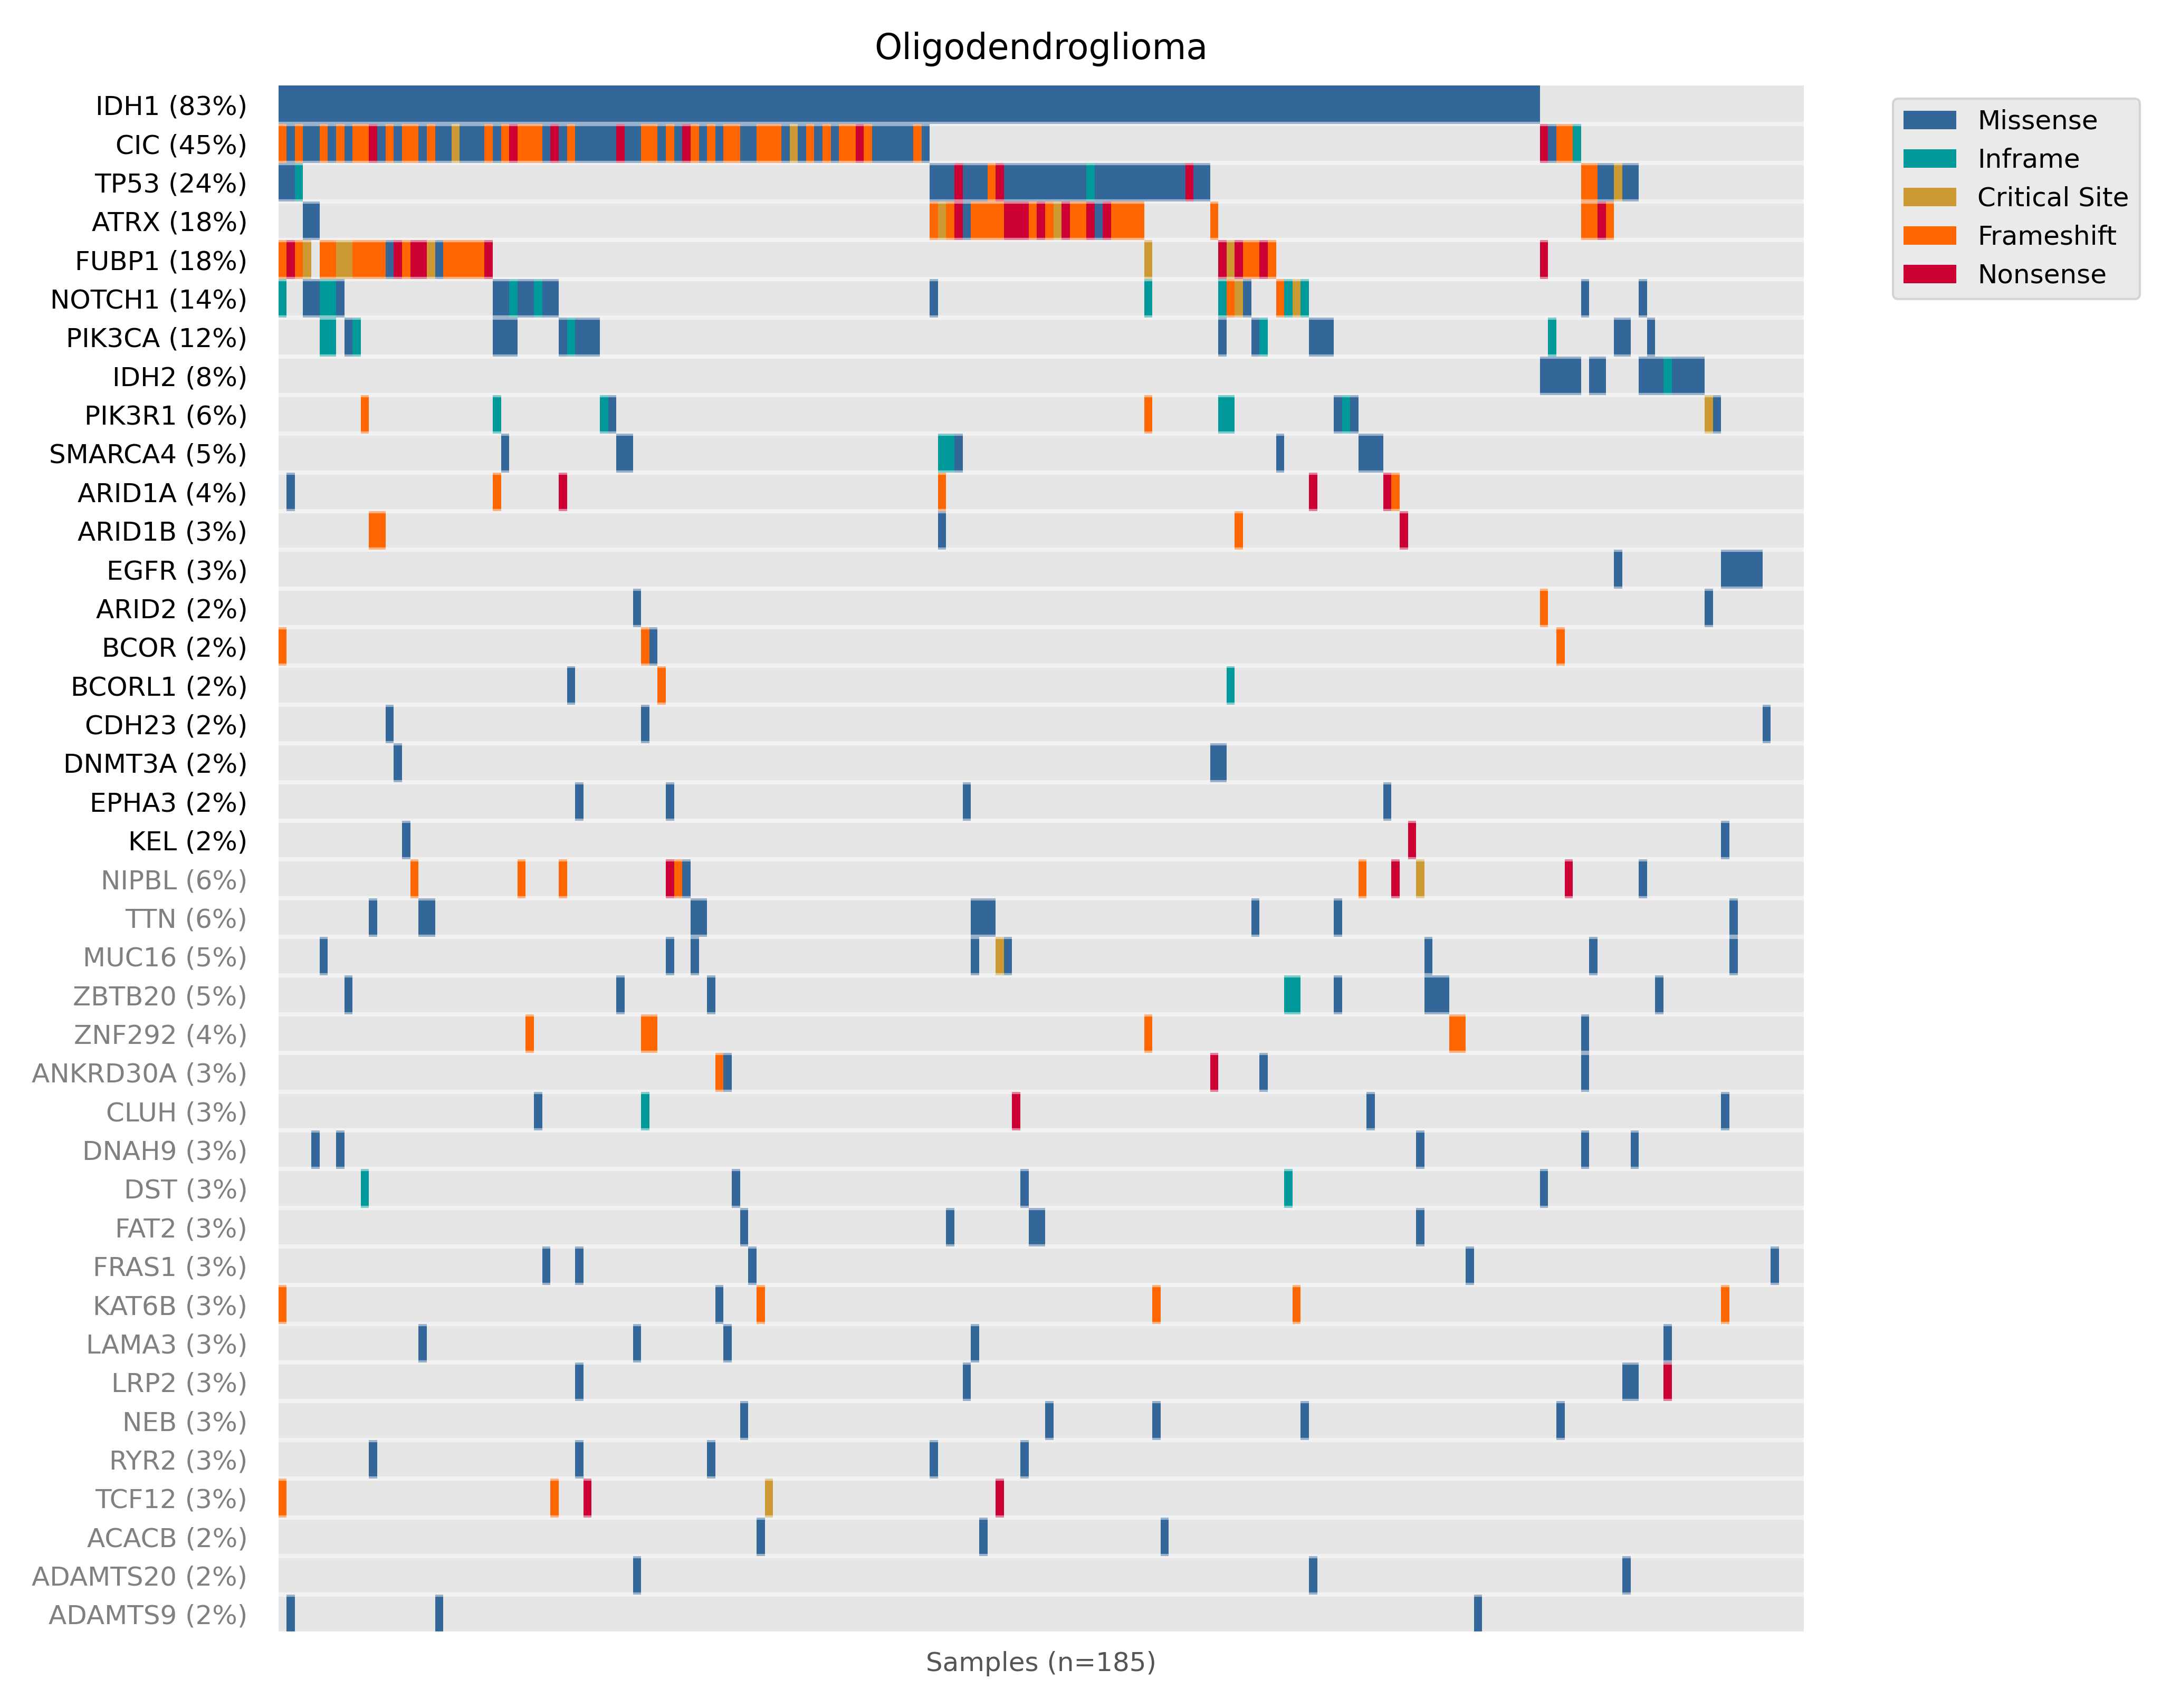 Oligodendroglioma
IDH1 (83%)
CIC (45%)
TP53 (24%)
ATRX (18%)
FUBP1 (18%)
NOTCH1 (14%)
PIK3CA (12%)
IDH2 (8%)
PIK3R1 (6%)
SMARCA4 (5%)
ARID1A (4%)
ARID1B (3%)
EGFR (3%)
ARID2 (2%)
BCOR (2%)
BCORL1 (2%)
CDH23 (2%)
DNMT3A (2%)
EPHA3 (2%)
KEL (2%)
NIPBL (6%)
TTN (6%)
MUC16 (5%)
ZBTB20 (5%)
ZNF292 (4%)
ANKRD30A (3%)
CLUH (3%)
DNAH9 (3%)
DST (3%)
FAT2 (3%)
FRAS1 (3%)
KAT6B (3%)
LAMA3 (3%)
LRP2 (3%)
NEB (3%)
RYR2 (3%)
TCF12 (3%)
ACACB (2%)
ADAMTS20 (2%)
ADAMTS9 (2%)
Samples (n=185)
Missense
Inframe
Critical Site
Frameshift
Nonsense